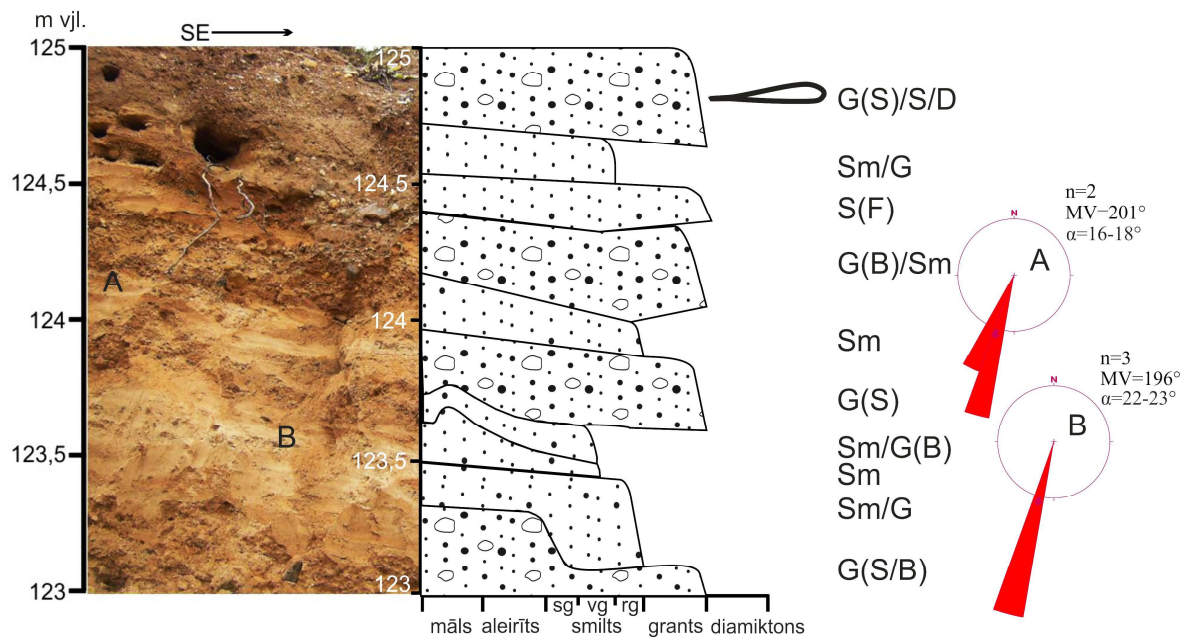 m vjl.
SE
125
124,5
124
123,5
123
125
124,5
124
123,5
123
A
B
G(S)/S/D
Sm/G
S(F)
G(B)/Sm
Sm
G(S)
Sm/G(B)
Sm
Sm/G
G(S/B)
n=2
MV–201°
α=16-18°
N
A
n=3
MV=196°
α=22-23°
N
B
sg vg rg
māls aleirīts smilts grants diamiktons